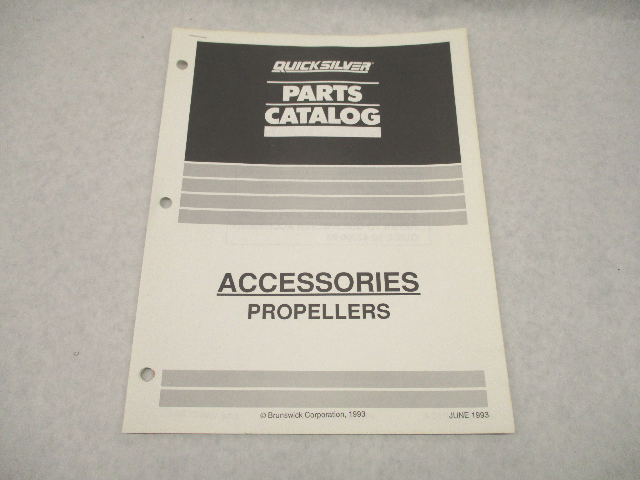 QUICKSILVER®
PARTS
CATALOG
ACCESSORIES
PROPELLERS
© Brunswick Corporation, 1993
JUNE 1993